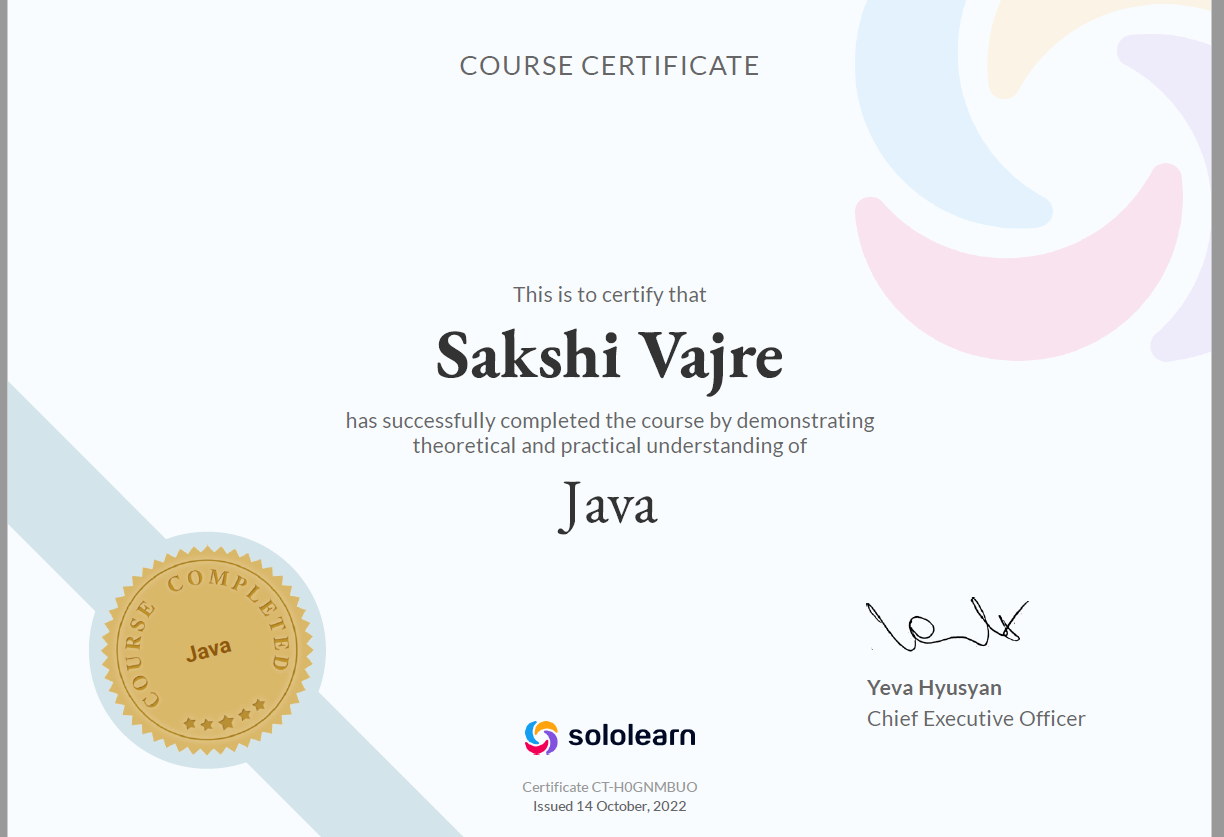 COURSE CERTIFICATE
This is to certify that
Sakshi Vajre
has successfully completed the course by demonstrating
theoretical and practical understanding of
Java
COURSE COMPLETED
Java
Yeva Hyusyan
Chief Executive Officer
sololearn
Certificate CT-H0GNMBUO
Issued 14 October, 2022